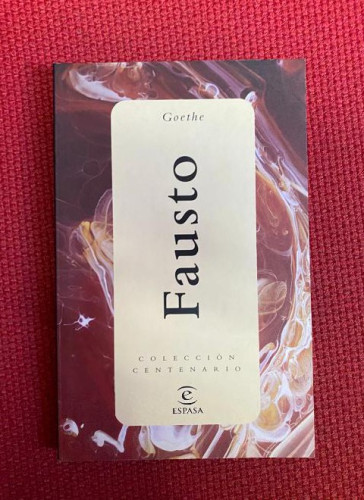 Goethe
Fausto
COLECCIÓN
CENTENARIO
ESPASA